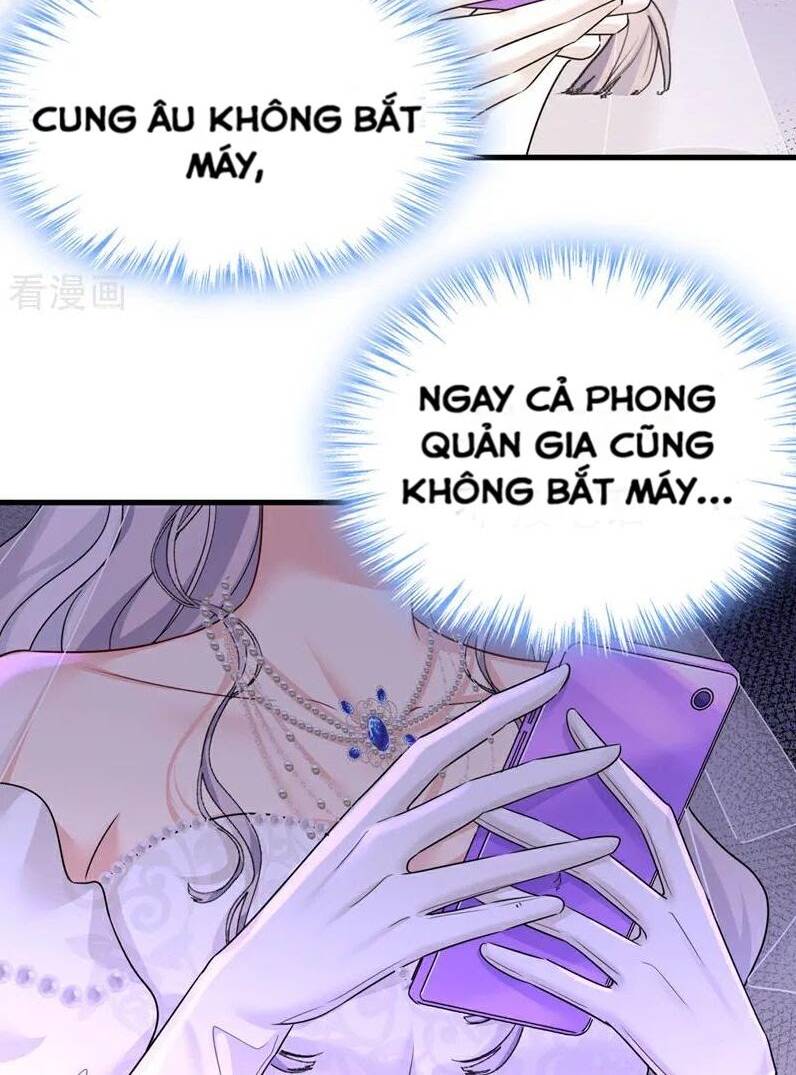 CUNG ÂU KHÔNG BẮT
MÁY,
看漫画
NGAY CẢ PHONG
QUẢN GIA CŨNG
KHÔNG BẮT MÁY...